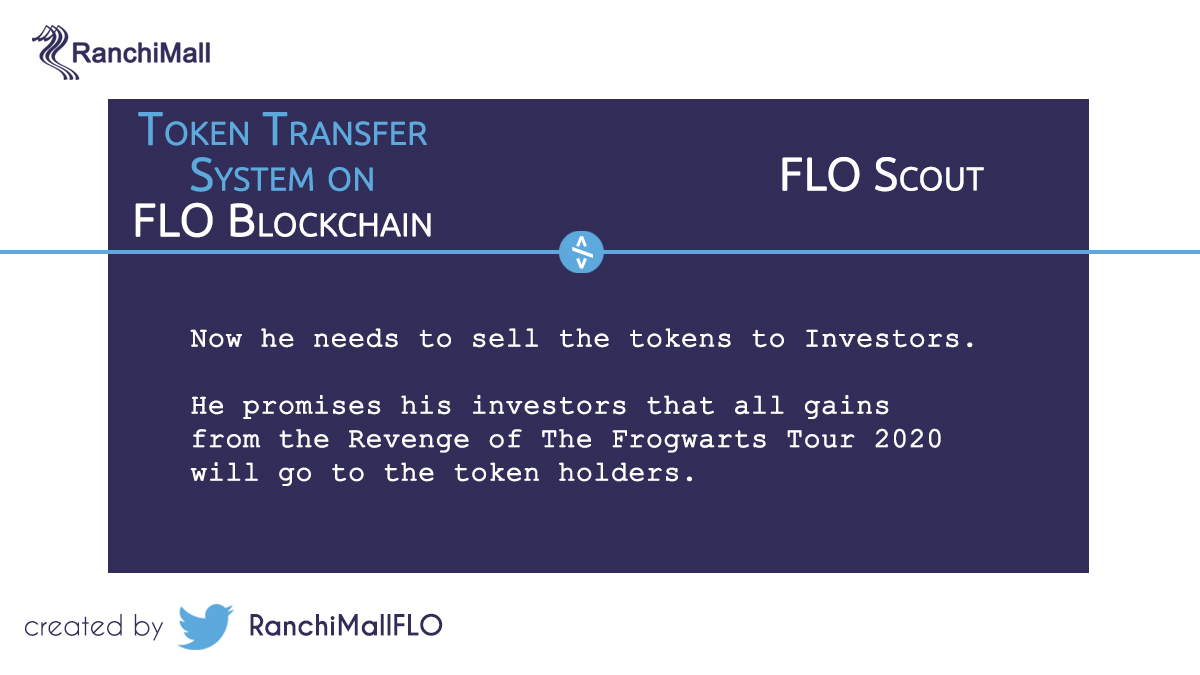 RanchiMall
Token Transfer
System on
FLO Blockchain
FLO Scout
Now he needs to sell the tokens to Investors.
He promises his investors that all gains
from the Revenge of The Frogwarts Tour 2020
will go to the token holders.
created by RanchiMallFLO